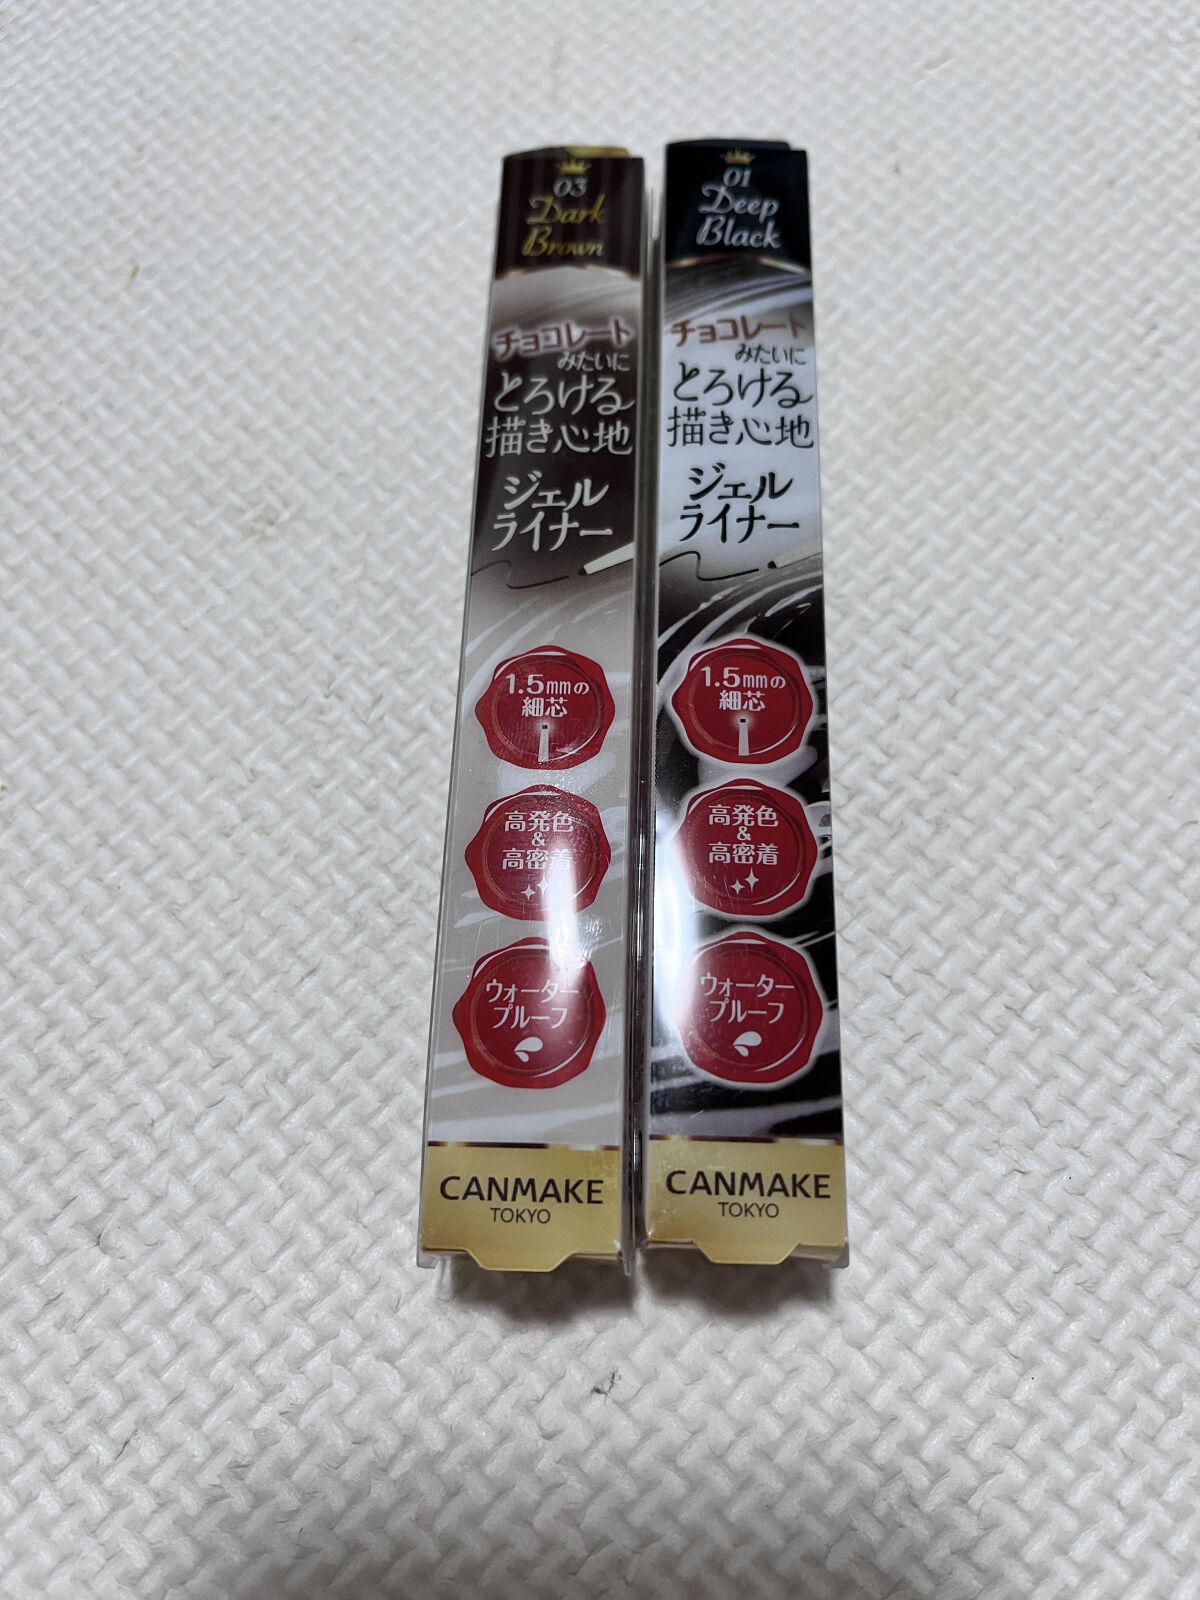 03
Dark
Brown
チョコレート
みたいに
とろける
描き心地
ジェル
ライナー
1.5mmの
細芯
高発色
&
高密着
ウォーター
プルーフ
CANMAKE
TOKYO
01
Deep
Black
チョコレート
みたいに
とろける
描き心地
ジェル
ライナー
1.5mmの
細芯
高発色
&
高密着
ウォーター
プルーフ
CANMAKE
TOKYO